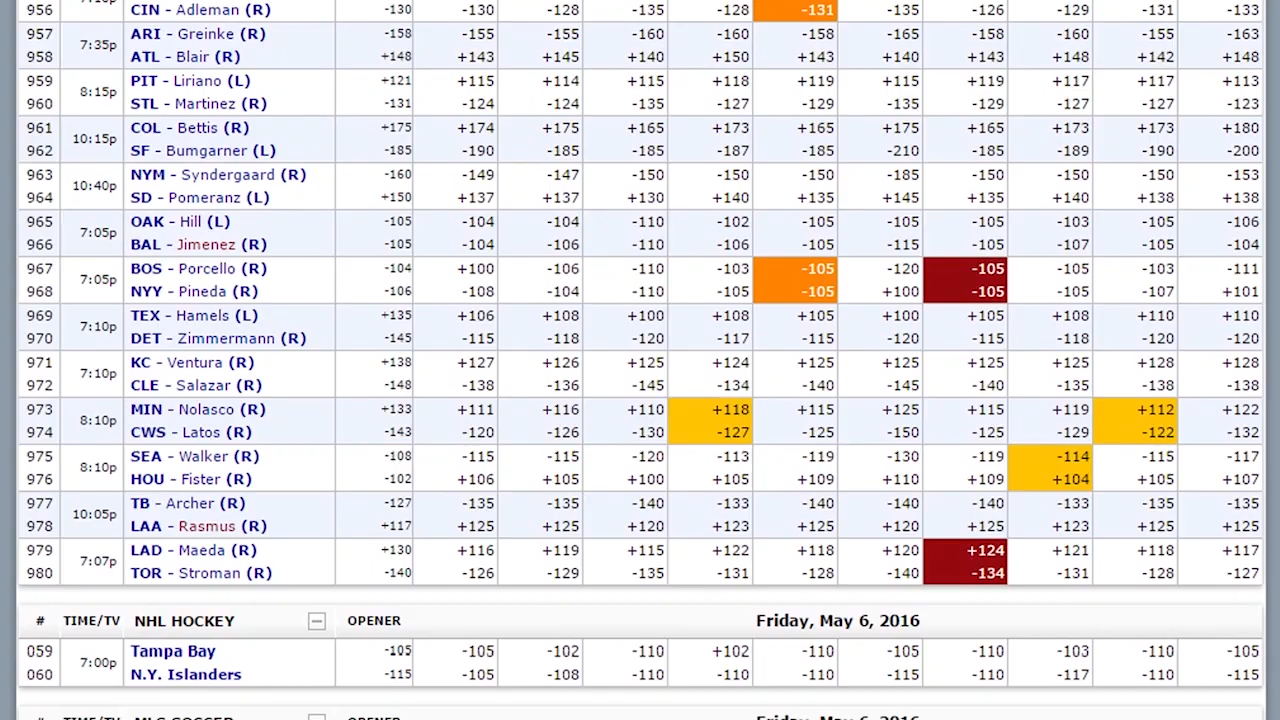 956 CIN - Adleman (R) -130 -130 -128 -135 -128 -131 -135 -126 -129 -131 -133
957 ARI - Greinke (R) -158 -155 -155 -160 -160 -158 -165 -158 -160 -155 -163
7:35p
958 ATL - Blair (R) +148 +143 +145 +140 +150 +143 +140 +143 +148 +142 +148
959 PIT - Liriano (L) +121 +115 +114 +115 +118 +119 +115 +119 +117 +117 +113
8:15p
960 STL - Martinez (R) -131 -124 -124 -135 -127 -129 -135 -129 -127 -127 -123
961 COL - Bettis (R) +175 +174 +175 +165 +173 +165 +175 +165 +173 +173 +180
10:15p
962 SF - Bumgarner (L) -185 -190 -185 -185 -187 -185 -210 -185 -189 -190 -200
963 NYM - Syndergaard (R) -160 -149 -147 -150 -150 -150 -185 -150 -150 -150 -153
10:40p
964 SD - Pomeranz (L) +150 +137 +137 +130 +140 +135 +145 +135 +140 +138 +138
965 OAK - Hill (L) -105 -104 -104 -110 -102 -105 -105 -105 -103 -105 -106
7:05p
966 BAL - Jimenez (R) -105 -104 -106 -110 -106 -105 -115 -105 -107 -105 -104
967 BOS - Porcello (R) -104 +100 -106 -110 -103 -105 -120 -105 -105 -103 -111
7:05p
968 NYY - Pineda (R) -106 -108 -104 -110 -105 -105 +100 -105 -105 -107 +101
969 TEX - Hamels (L) +135 +106 +108 +100 +108 +105 +100 +105 +108 +110 +110
7:10p
970 DET - Zimmermann (R) -145 -115 -118 -120 -117 -115 -120 -115 -118 -120 -120
971 KC - Ventura (R) +138 +127 +126 +125 +124 +125 +125 +125 +125 +128 +128
7:10p
972 CLE - Salazar (R) -148 -138 -136 -145 -134 -140 -145 -140 -135 -138 -138
973 MIN - Nolasco (R) +133 +111 +116 +110 +118 +115 +125 +115 +119 +112 +122
8:10p
974 CWS - Latos (R) -143 -120 -126 -130 -127 -125 -150 -125 -129 -122 -132
975 SEA - Walker (R) -108 -115 -115 -120 -113 -119 -130 -119 -114 -115 -117
8:10p
976 HOU - Fister (R) -102 +106 +105 +100 +105 +109 +110 +109 +104 +105 +107
977 TB - Archer (R) -127 -135 -135 -140 -133 -140 -140 -140 -133 -135 -135
10:05p
978 LAA - Rasmus (R) +117 +125 +125 +120 +123 +125 +120 +125 +123 +125 +125
979 LAD - Maeda (R) +130 +116 +119 +115 +122 +118 +120 +124 +121 +118 +117
7:07p
980 TOR - Stroman (R) -140 -126 -129 -135 -131 -128 -140 -134 -131 -128 -127
# TIME/TV NHL HOCKEY OPENER Friday, May 6, 2016
059 Tampa Bay -105 -105 -102 -110 +102 -110 -105 -110 -103 -110 -105
7:00p
060 N.Y. Islanders -115 -105 -108 -110 -110 -110 -115 -110 -117 -110 -115
# TIME/TV MLS SOCCER OPENER Friday, May 6, 2016